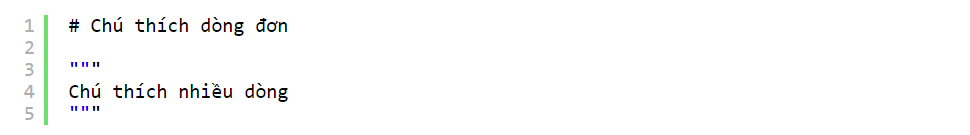 1 # Chú thích dòng đơn
2
3 """
4 Chú thích nhiều dòng
5 """